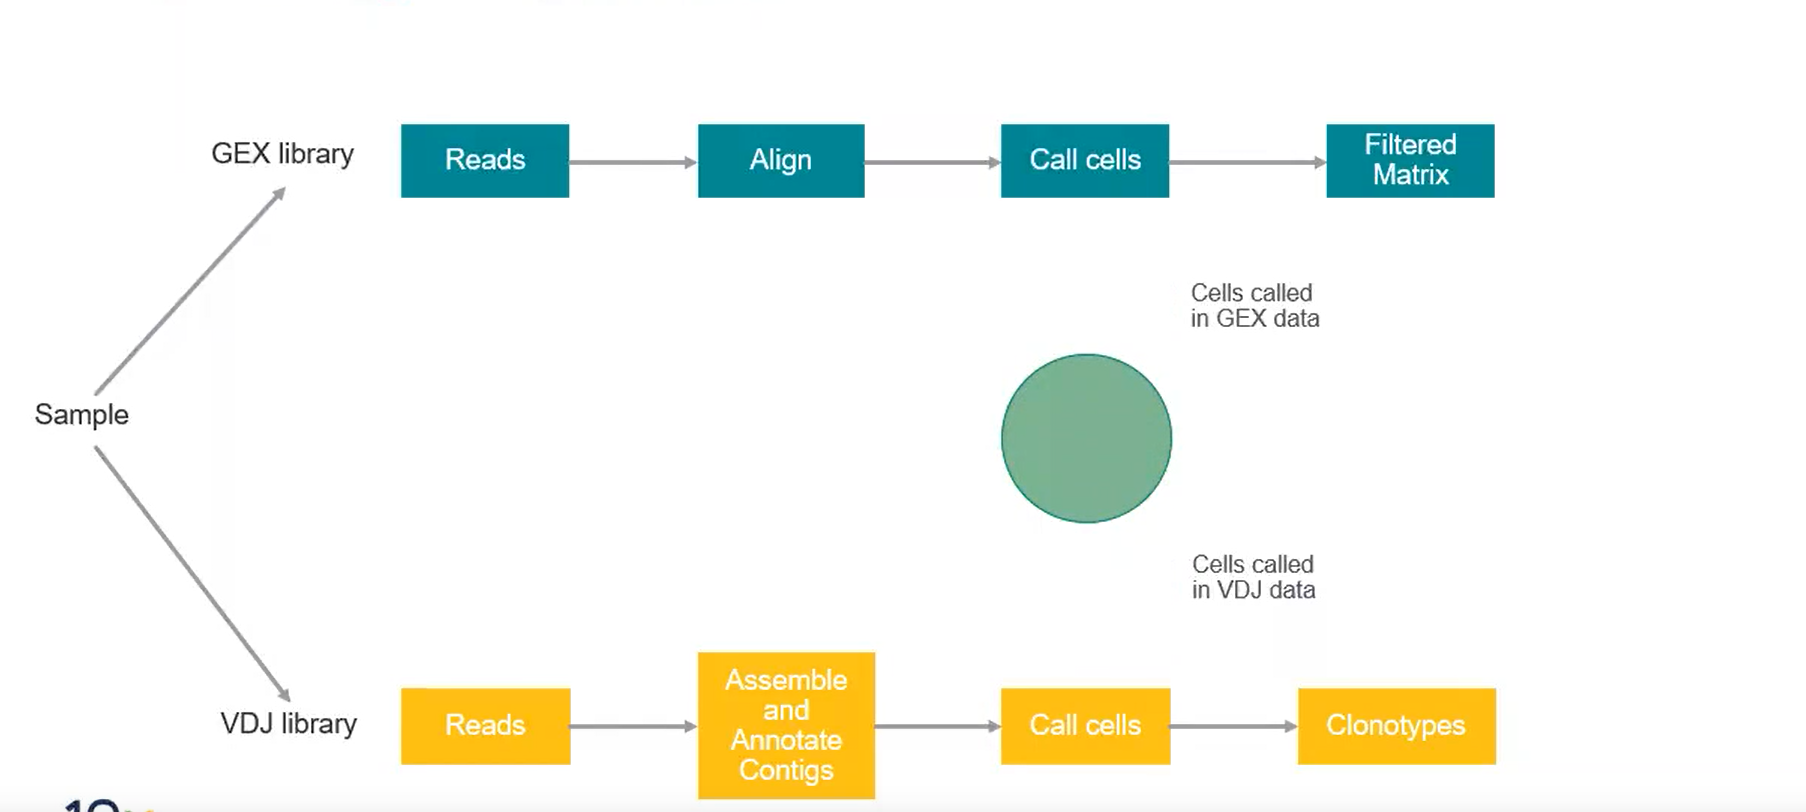 GEX library
Reads
Align
Call cells
Filtered
Matrix
Cells called
in GEX data
Sample
Cells called
in VDJ data
VDJ library
Reads
Assemble
and
Annotate
Contigs
Call cells
Clonotypes